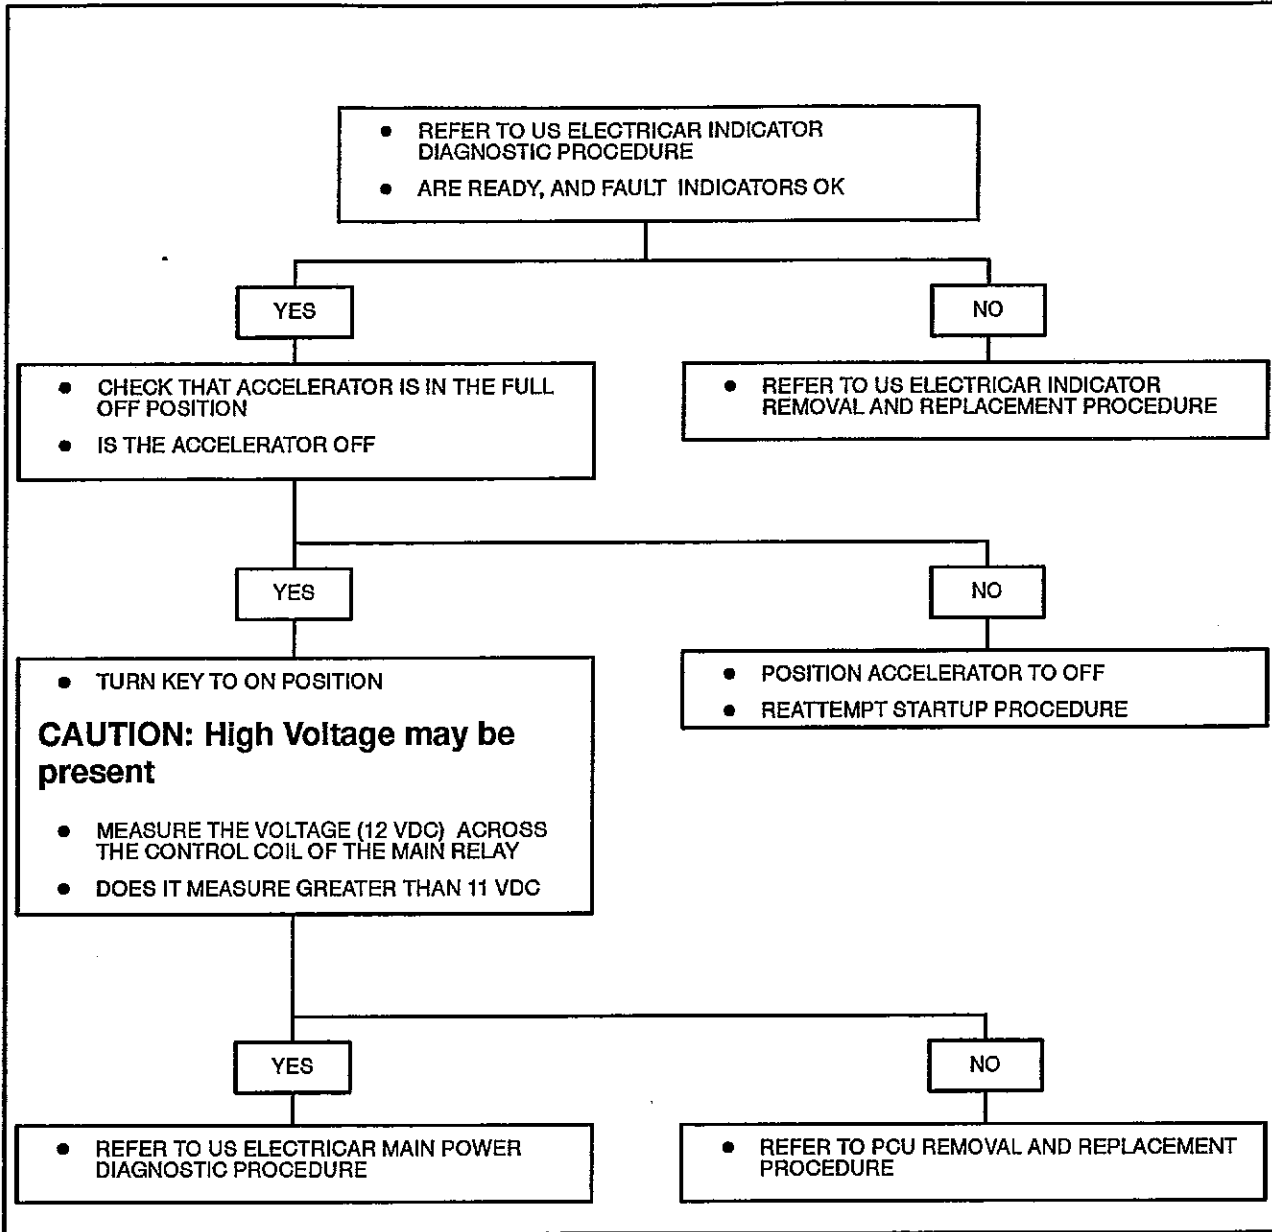 • REFER TO US ELECTRICAR INDICATOR
DIAGNOSTIC PROCEDURE
• ARE READY, AND FAULT INDICATORS OK
YES
NO
• CHECK THAT ACCELERATOR IS IN THE FULL
OFF POSITION
• IS THE ACCELERATOR OFF
• REFER TO US ELECTRICAR INDICATOR
REMOVAL AND REPLACEMENT PROCEDURE
YES
NO
• TURN KEY TO ON POSITION
CAUTION: High Voltage may be
present
• MEASURE THE VOLTAGE (12 VDC) ACROSS
THE CONTROL COIL OF THE MAIN RELAY
• DOES IT MEASURE GREATER THAN 11 VDC
• POSITION ACCELERATOR TO OFF
• REATTEMPT STARTUP PROCEDURE
YES
NO
• REFER TO US ELECTRICAR MAIN POWER
DIAGNOSTIC PROCEDURE
• REFER TO PCU REMOVAL AND REPLACEMENT
PROCEDURE